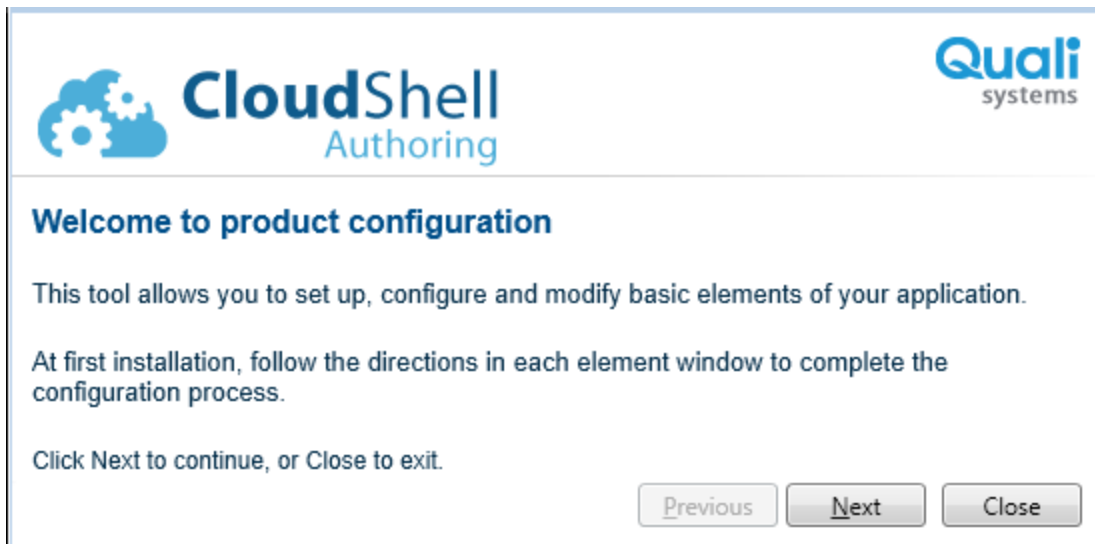 CloudShell
Authoring
Quali
systems
Welcome to product configuration
This tool allows you to set up, configure and modify basic elements of your application.
At first installation, follow the directions in each element window to complete the
configuration process.
Click Next to continue, or Close to exit.
Previous Next Close